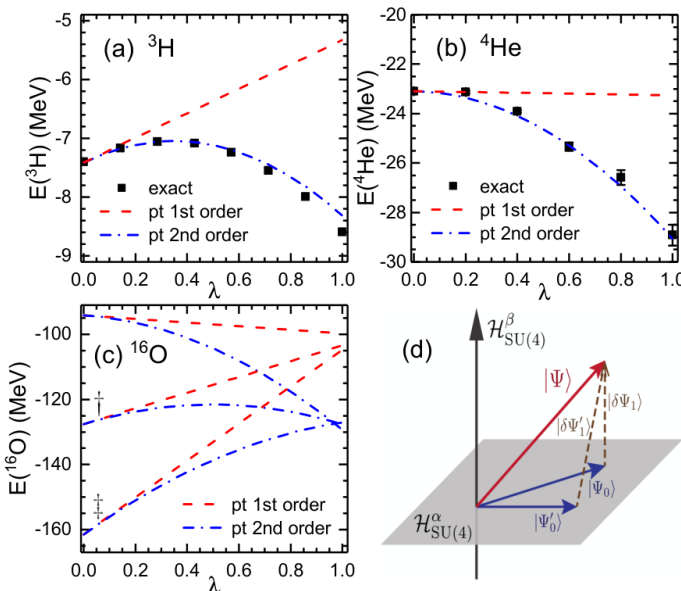 (a) ³H
E(³H) (MeV)
-5
-6
-7
-8
-9
exact
pt 1st order
pt 2nd order
0.0 0.2 0.4 0.6 0.8 1.0
λ
(b) ⁴He
E(⁴He) (MeV)
-21
-22
-24
-26
-28
-30
exact
pt 1st order
pt 2nd order
0.0 0.2 0.4 0.6 0.8 1.0
λ
(c) ¹⁶O
E(¹⁶O) (MeV)
-100
-120
-140
-160
†
‡
pt 1st order
pt 2nd order
0.0 0.2 0.4 0.6 0.8 1.0
λ
(d)
ℋ^β_SU(4)
|Ψ⟩
|δΨ′₁⟩
|δΨ₁⟩
|Ψ₀⟩
|Ψ′₀⟩
ℋ^α_SU(4)